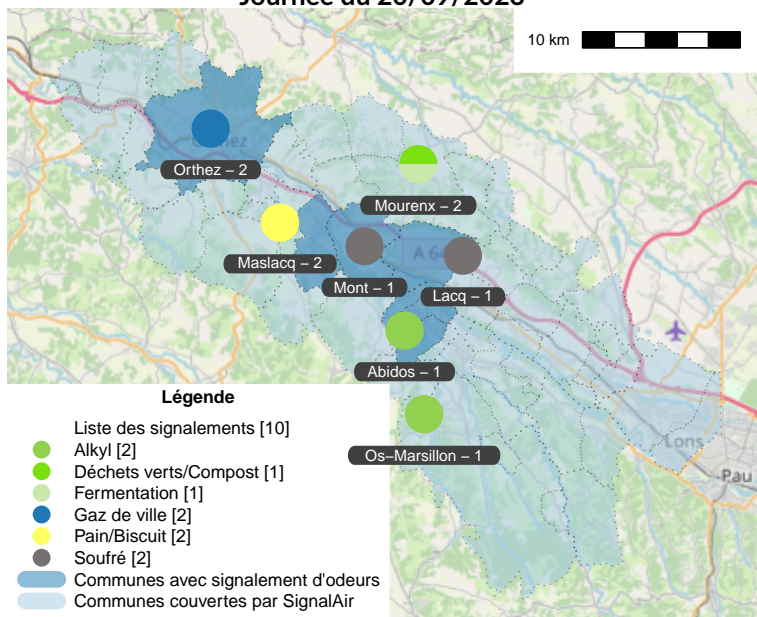 10 km
Orthez – 2
Mourenx – 2
Maslacq – 2
A 64
Mont – 1
Lacq – 1
Abidos – 1
Os–Marsillon – 1
Lons
Pau
Légende
Liste des signalements [10]
Alkyl [2]
Déchets verts/Compost [1]
Fermentation [1]
Gaz de ville [2]
Pain/Biscuit [2]
Soufré [2]
Communes avec signalement d'odeurs
Communes couvertes par SignalAir